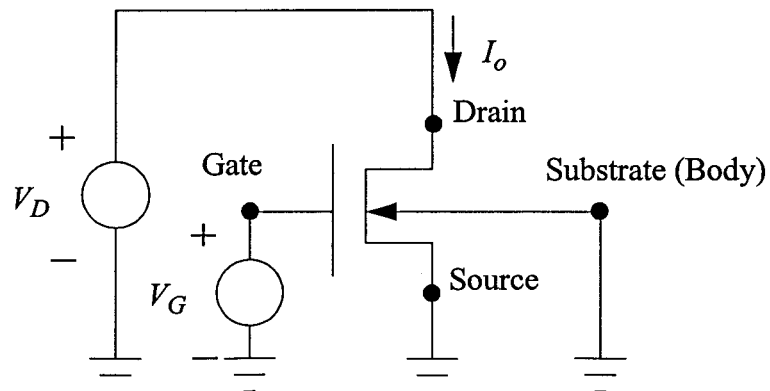 I_o
Drain
+
Gate
Substrate (Body)
V_D
+
−
Source
V_G
−